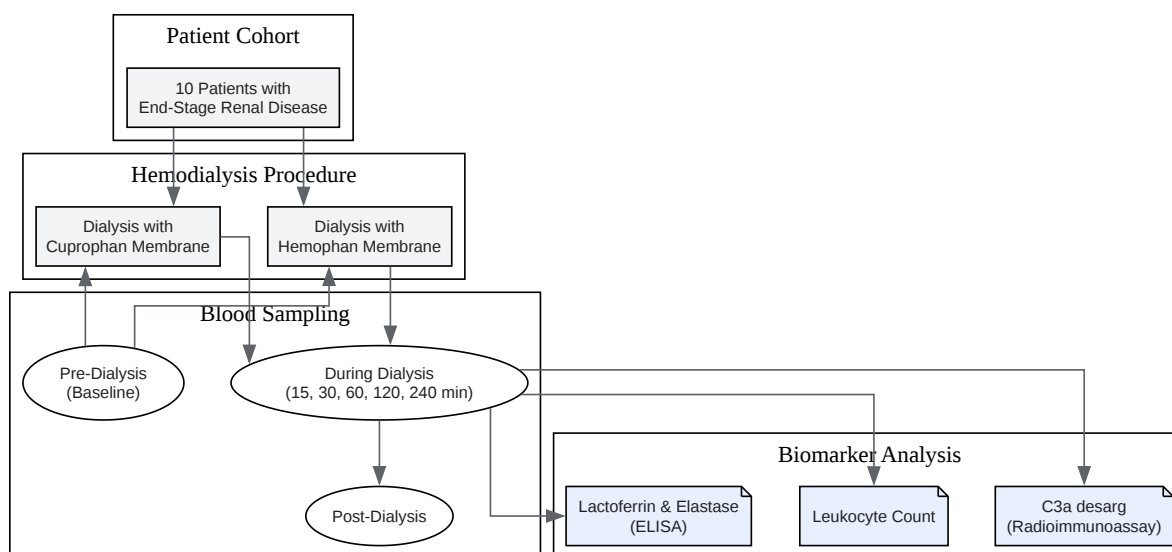 Patient Cohort
10 Patients with
End-Stage Renal Disease
Hemodialysis Procedure
Dialysis with
Cuprophan Membrane
Dialysis with
Hemophan Membrane
Blood Sampling
Pre-Dialysis
(Baseline)
During Dialysis
(15, 30, 60, 120, 240 min)
Post-Dialysis
Biomarker Analysis
Lactoferrin & Elastase
(ELISA)
Leukocyte Count
C3a desarg
(Radioimmunoassay)